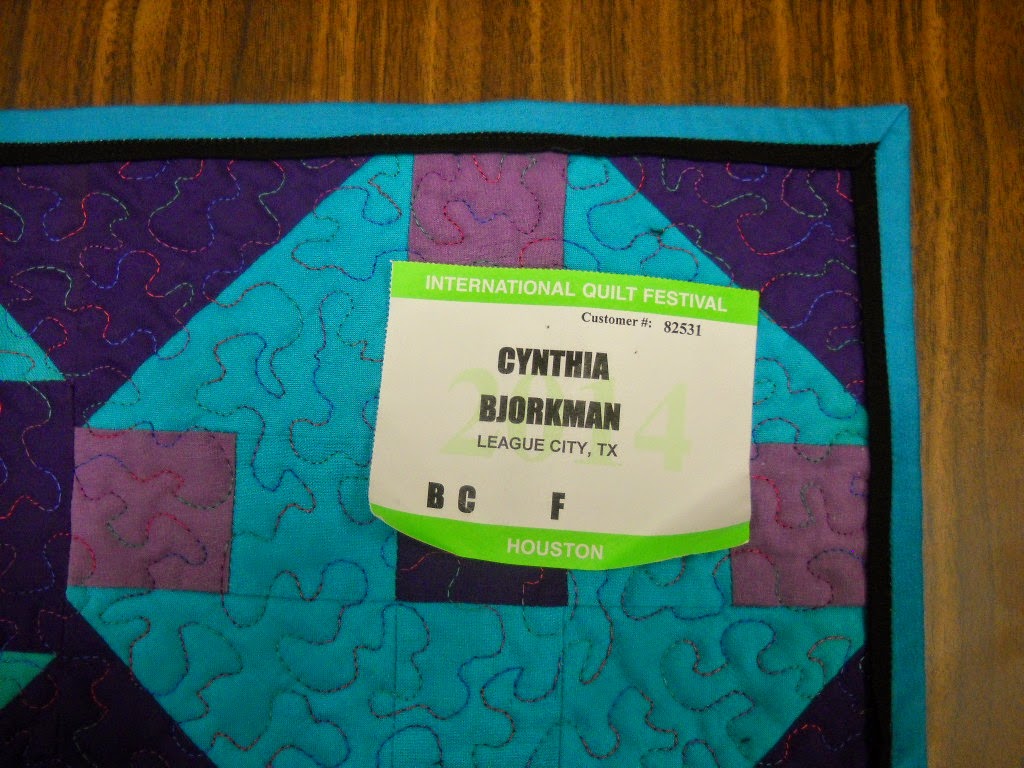 INTERNATIONAL QUILT FESTIVAL
Customer #: 82531
CYNTHIA
BJORKMAN
2014
LEAGUE CITY, TX
B C F
HOUSTON